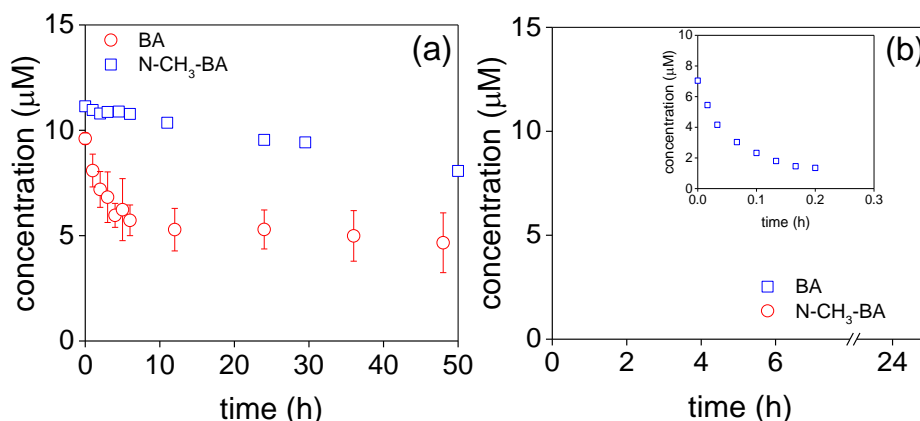 (a)
BA
N-CH₃-BA
concentration (μM)
15
10
5
0
0 10 20 30 40 50
time (h)
(b)
concentration (μM)
15
10
5
0
0 2 4 6 24
time (h)
BA
N-CH₃-BA
concentration (μM)
10
8
6
4
2
0
0.0 0.1 0.2 0.3
time (h)